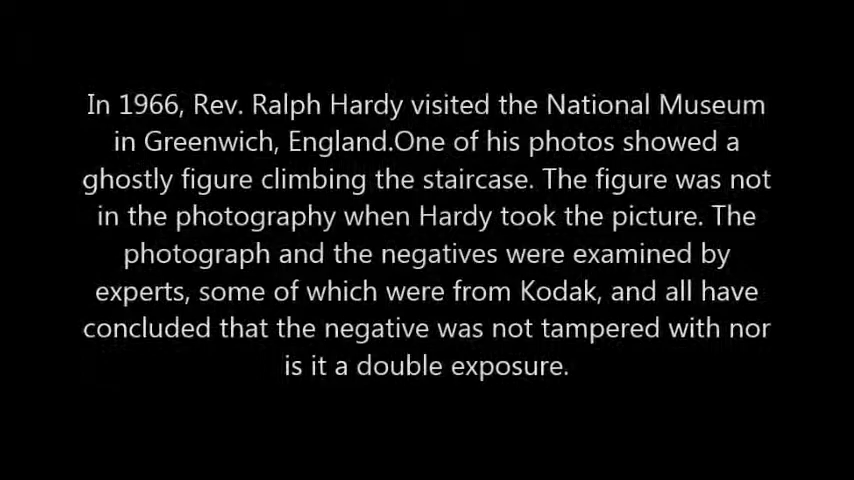 In 1966, Rev. Ralph Hardy visited the National Museum
in Greenwich, England.One of his photos showed a
ghostly figure climbing the staircase. The figure was not
in the photography when Hardy took the picture. The
photograph and the negatives were examined by
experts, some of which were from Kodak, and all have
concluded that the negative was not tampered with nor
is it a double exposure.